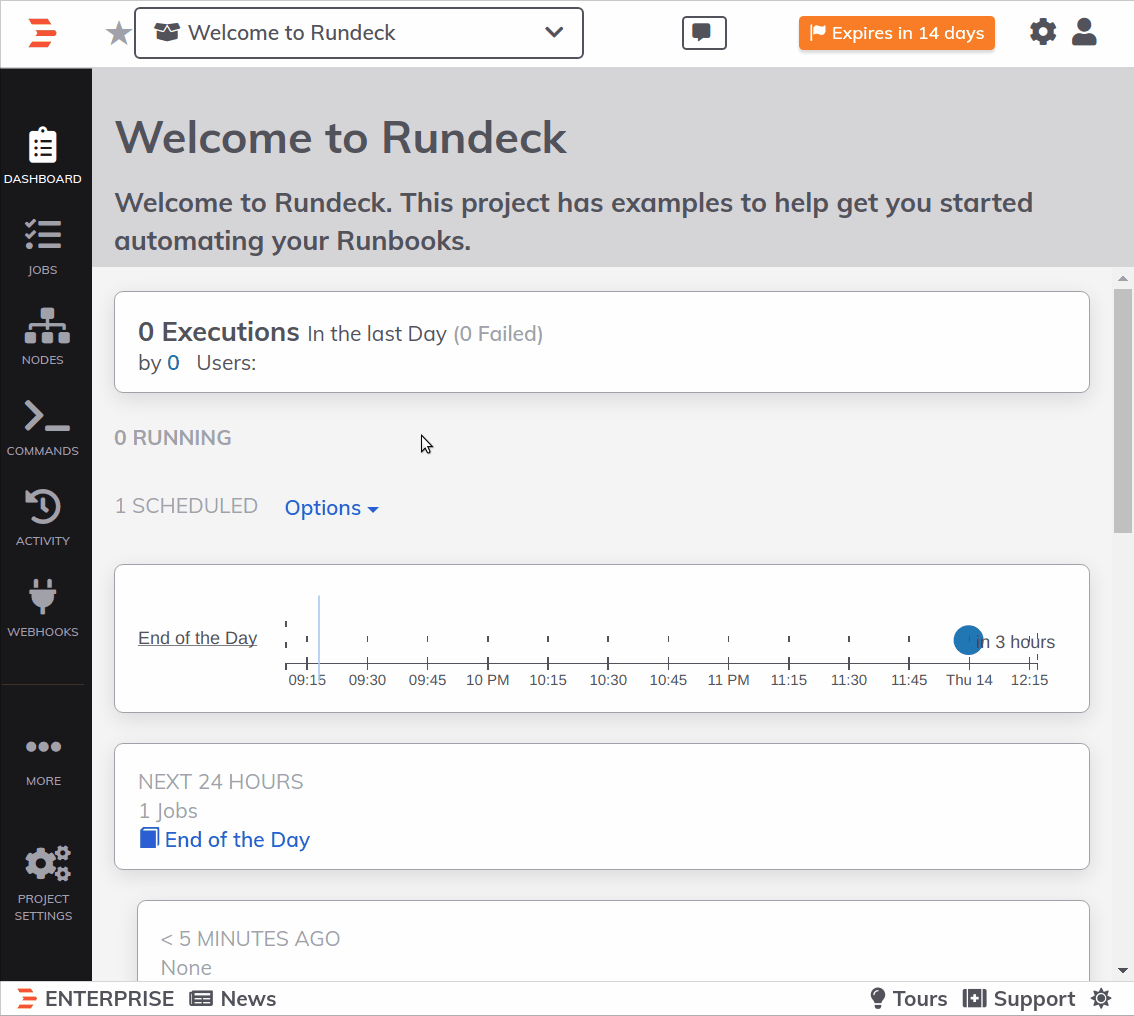 Welcome to Rundeck
Expires in 14 days
DASHBOARD
JOBS
NODES
COMMANDS
ACTIVITY
WEBHOOKS
MORE
PROJECT
SETTINGS
Welcome to Rundeck
Welcome to Rundeck. This project has examples to help get you started
automating your Runbooks.
0 Executions In the last Day (0 Failed)
by 0 Users:
0 RUNNING
1 SCHEDULED Options
End of the Day
in 3 hours
09:15 09:30 09:45 10 PM 10:15 10:30 10:45 11 PM 11:15 11:30 11:45 Thu 14 12:15
NEXT 24 HOURS
1 Jobs
End of the Day
< 5 MINUTES AGO
None
ENTERPRISE News Tours Support